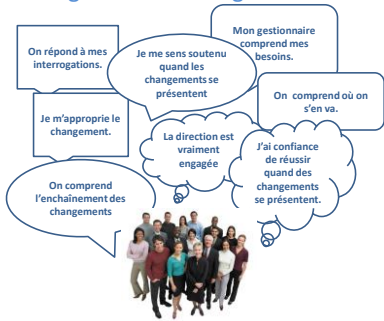 Mon gestionnaire
comprend mes
besoins.
On répond à mes
interrogations.
Je me sens soutenu
quand les
changements se
présentent
On comprend où on
s'en va.
Je m'approprie le
changement.
La direction est
vraiment
engagée
J'ai confiance
de réussir
quand des
changements
se présentent.
On comprend
l'enchaînement des
changements